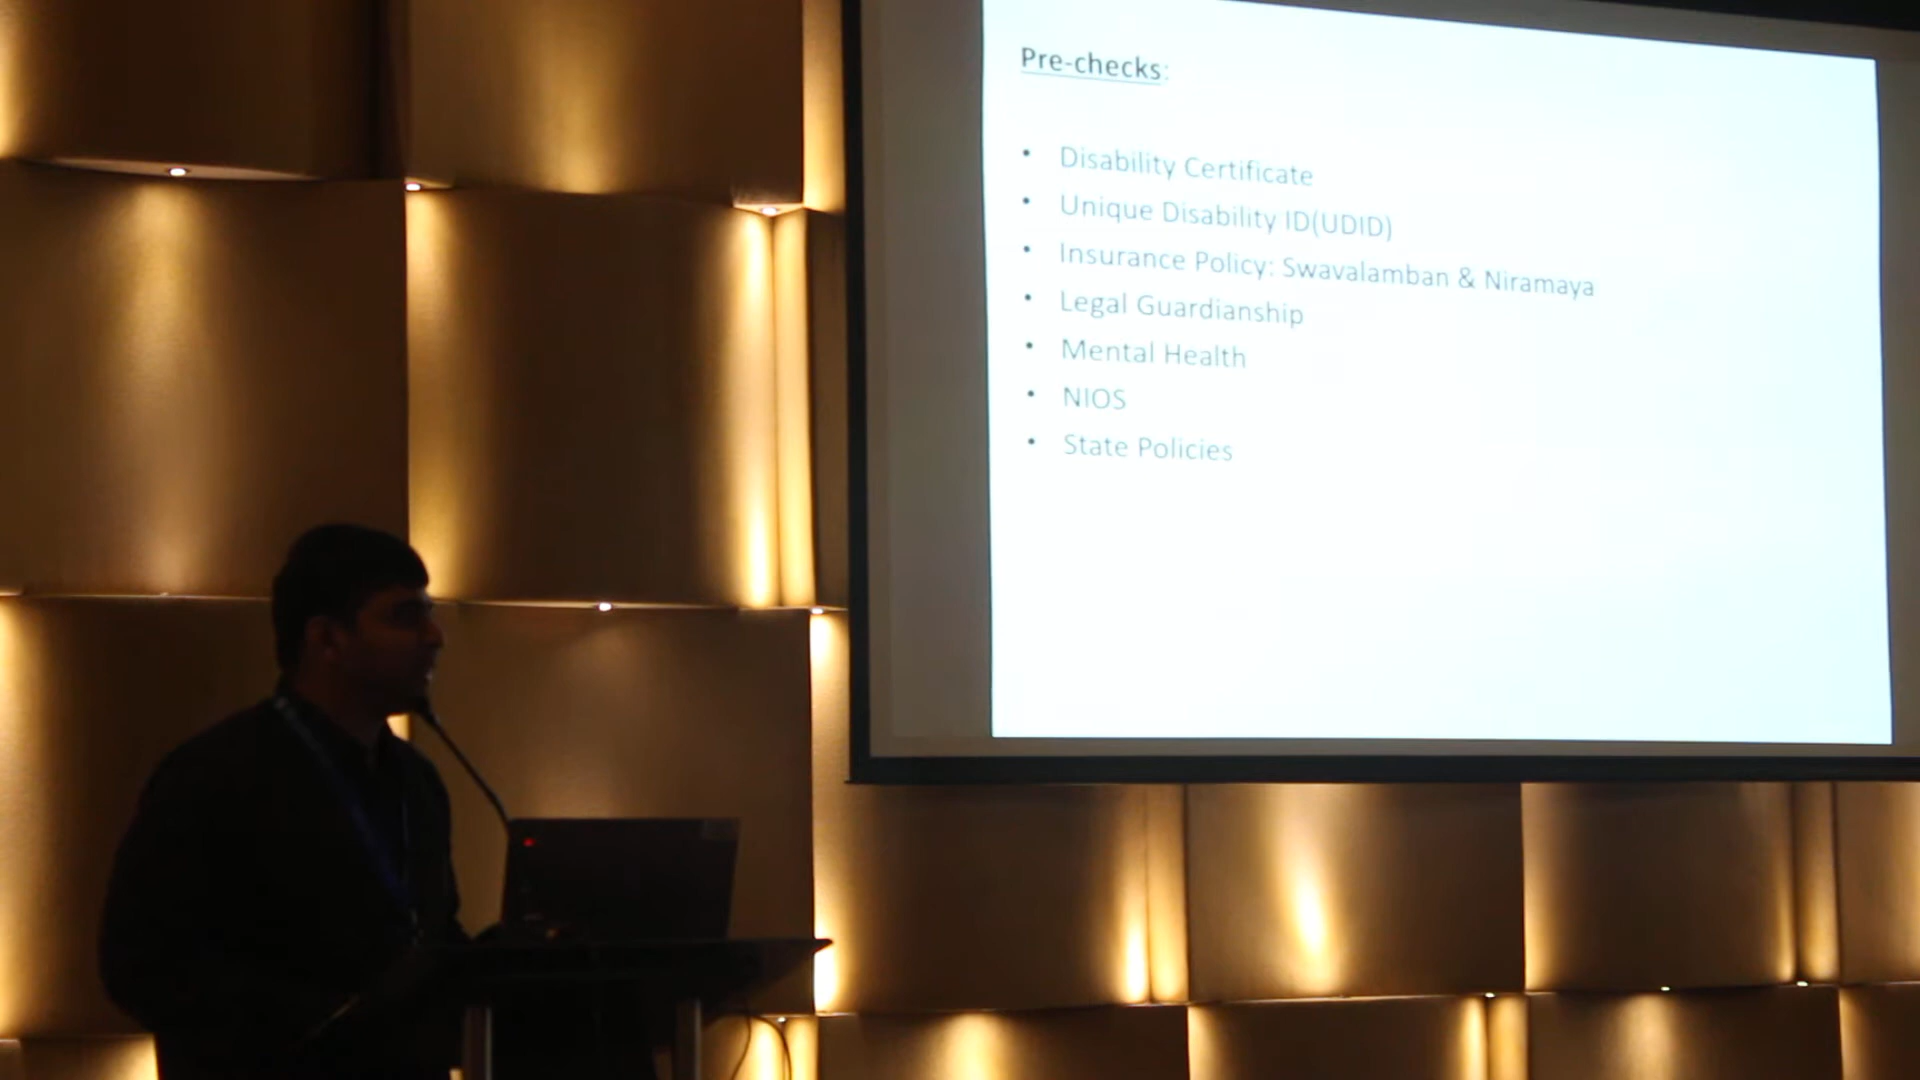 Pre-checks:
• Disability Certificate
• Unique Disability ID(UDID)
• Insurance Policy: Swavalamban & Niramaya
• Legal Guardianship
• Mental Health
• NIOS
• State Policies